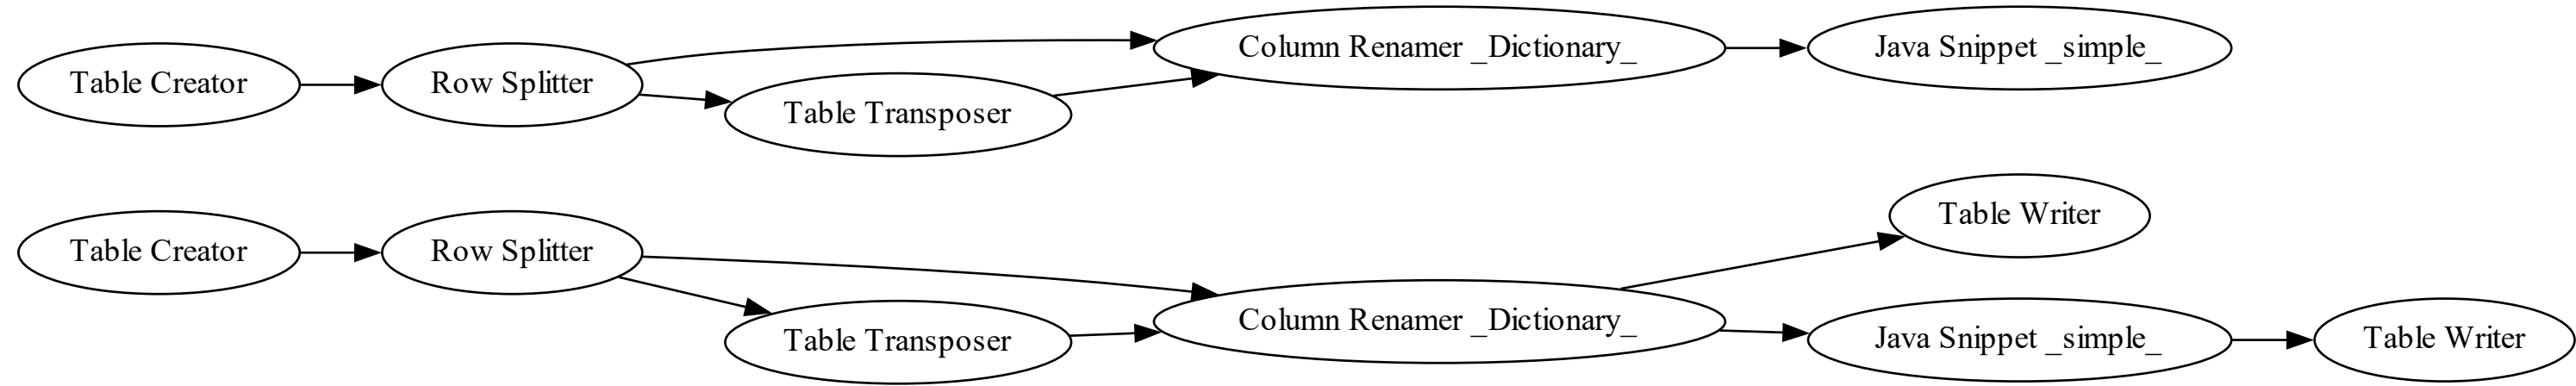 Table Creator
Row Splitter
Table Transposer
Column Renamer _Dictionary_
Java Snippet _simple_
Table Creator
Row Splitter
Table Transposer
Column Renamer _Dictionary_
Table Writer
Java Snippet _simple_
Table Writer